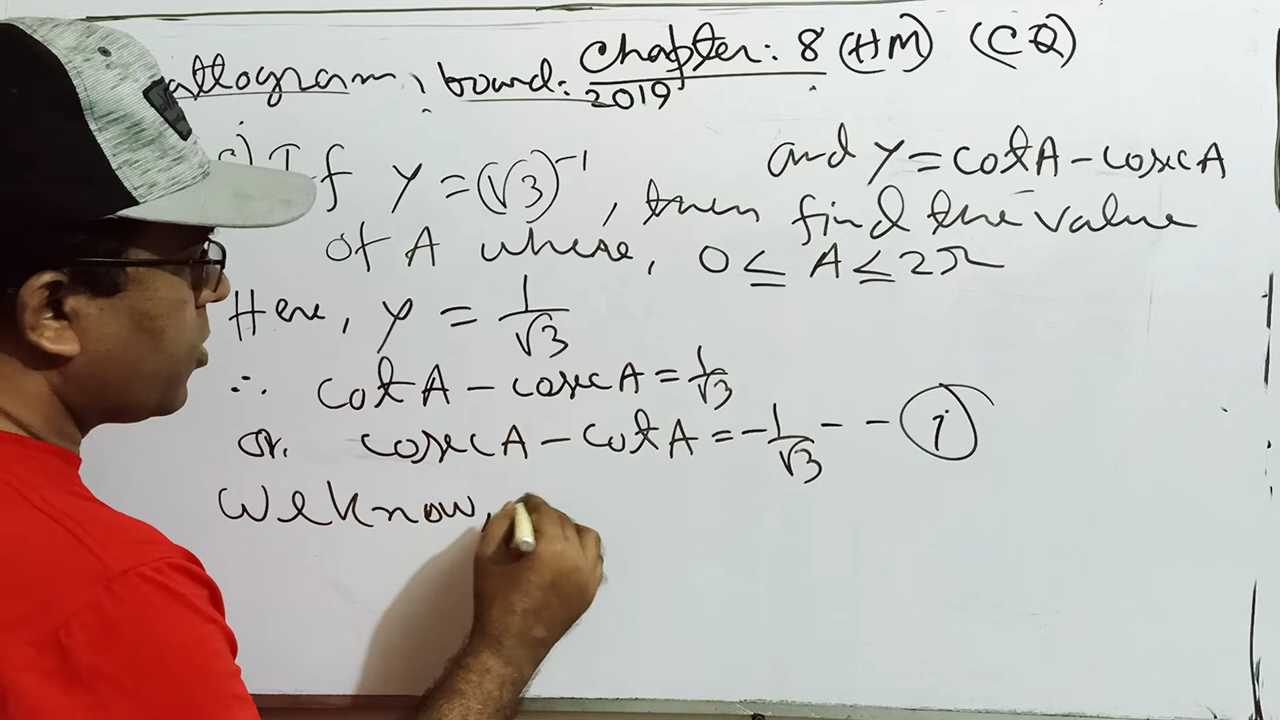 Chapter: 8 (HM) (CQ)
board: 2019
If y = (√3)⁻¹ and y = cotA - cosecA
, then find the value
of A where, 0 ≤ A ≤ 2π
Here, y = 1/√3
∴ cotA - cosecA = 1/√3
or. cosecA - cotA = -1/√3 - - (i)
We know,